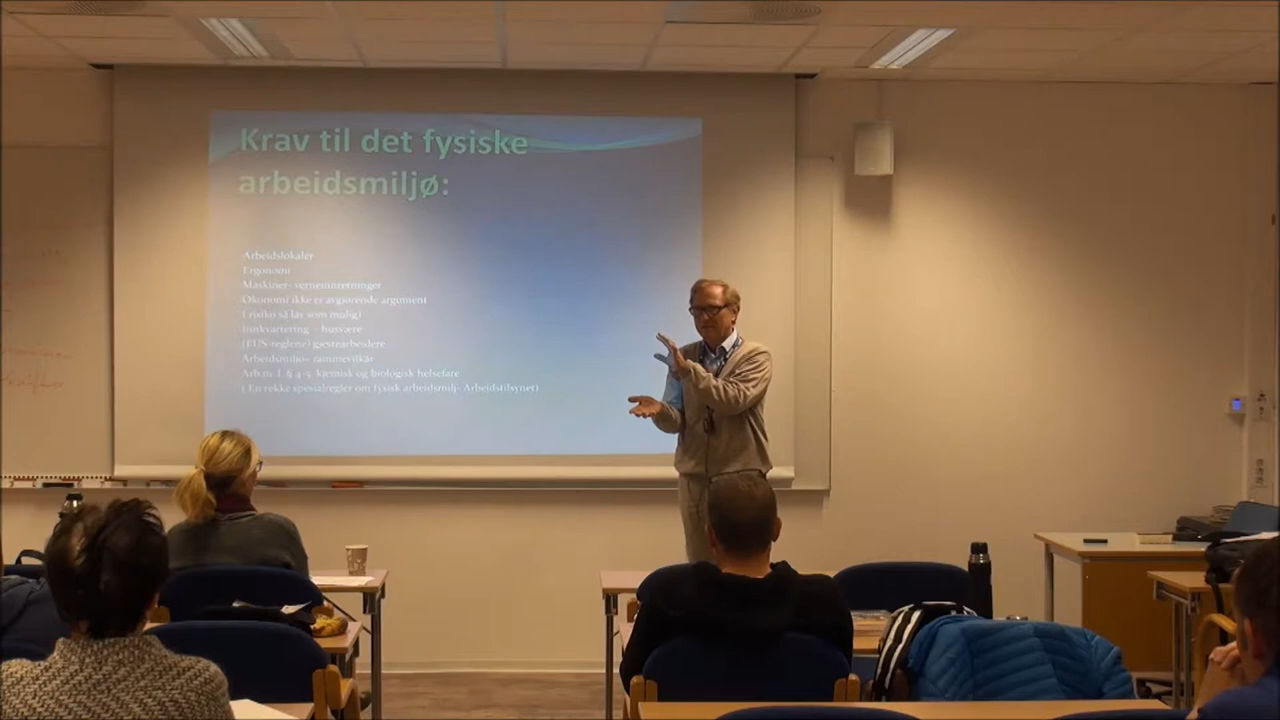 Krav til det fysiske
arbeidsmiljø:
Arbeidslokaler
Ergonomi
Maskiner- verneinnretninger
Økonomi ikke er avgjørende argument
( risiko så lav som mulig)
Innkvartering - husvære
(EUS-reglene) gjestearbeidere
Arbeidsmiljø= rammevilkår
Arb.m. l. § 4-5, kjemisk og biologisk helsefare
( En rekke spesialregler om fysisk arbeidsmilj- Arbeidstilsynet)